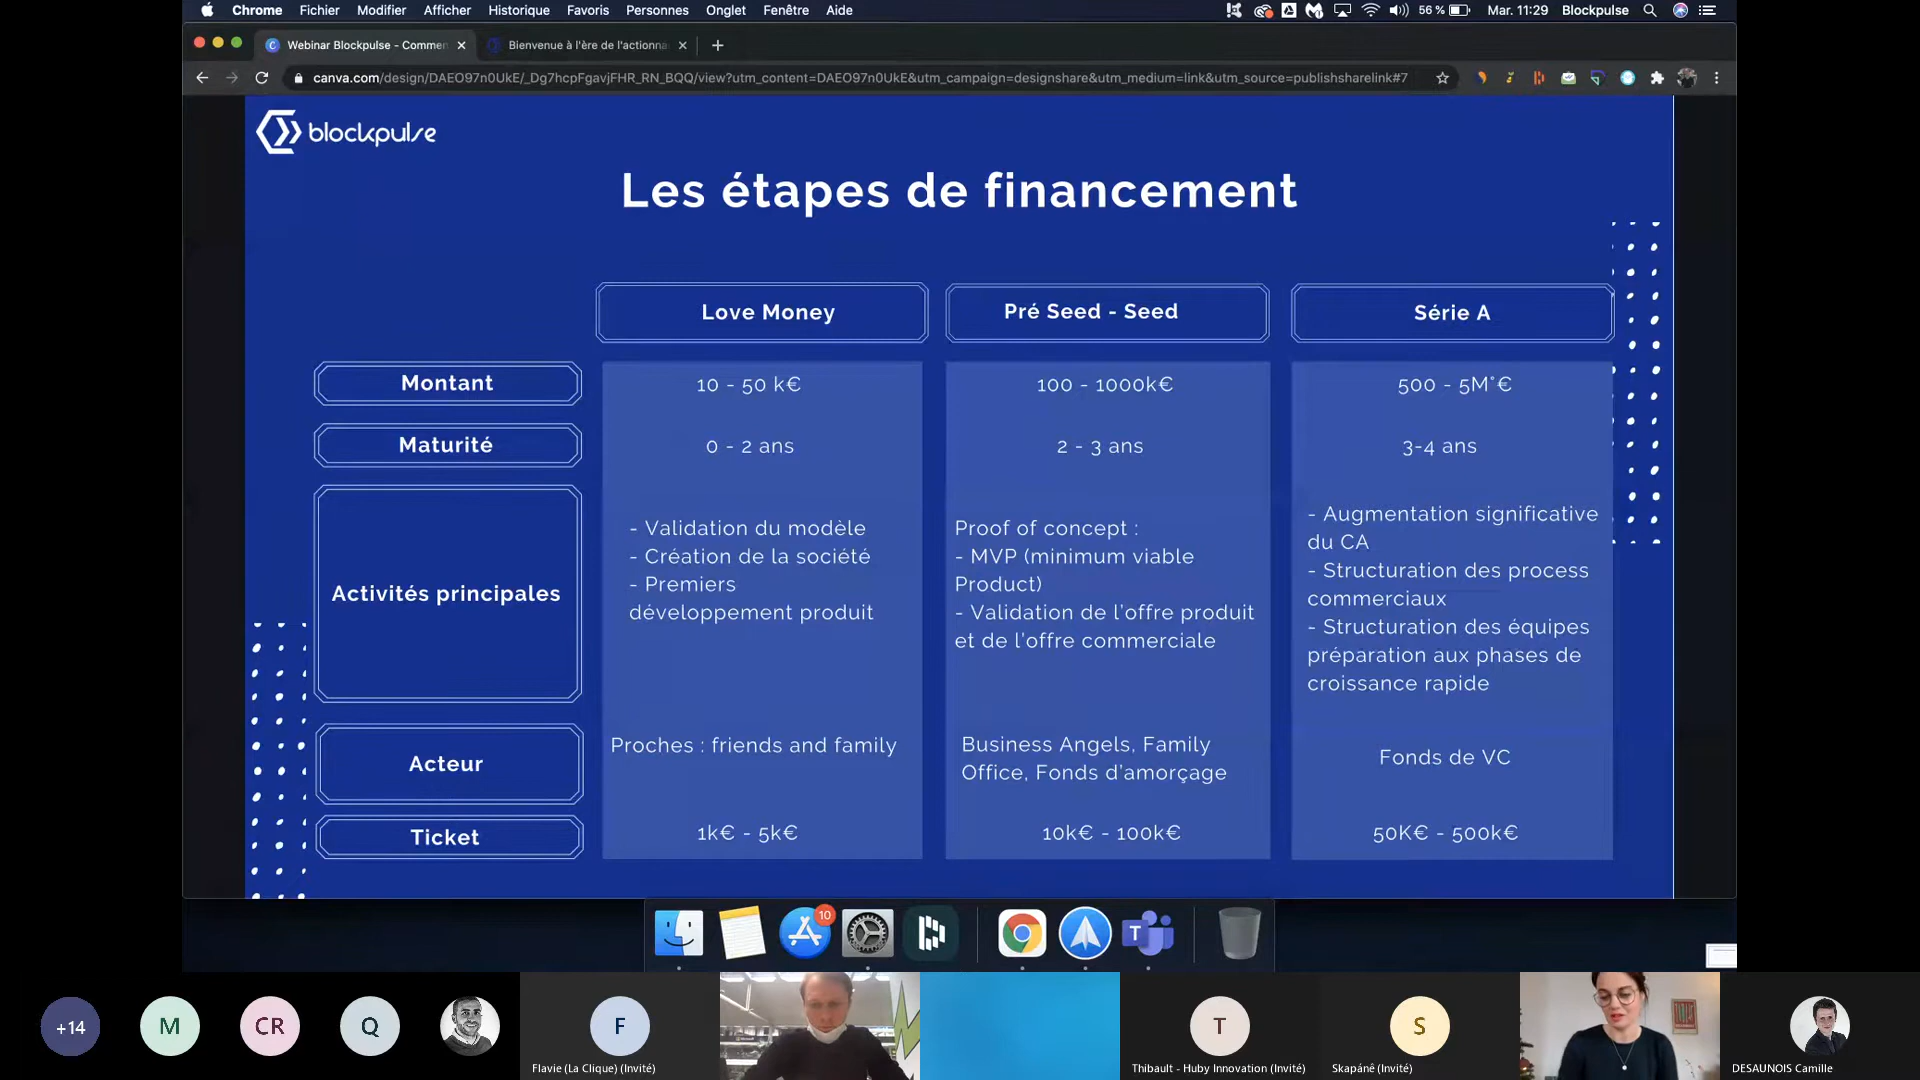 Chrome Fichier Modifier Afficher Historique Favoris Personnes Onglet Fenêtre Aide 56 % Mar. 11:29 Blockpulse
Webinar Blockpulse - Commen
Bienvenue à l'ère de l'actionna
canva.com/design/DAEO97n0UkE/_Dg7hcpFgavjFHR_RN_BQQ/view?utm_content=DAEO97n0UkE&utm_campaign=designshare&utm_medium=link&utm_source=publishsharelink#7
blockpulse
Les étapes de financement
Love Money
Pré Seed - Seed
Série A
Montant
10 - 50 k€
100 - 1000k€
500 - 5M°€
Maturité
0 - 2 ans
2 - 3 ans
3-4 ans
Activités principales
- Validation du modèle
- Création de la société
- Premiers
développement produit
Proof of concept :
- MVP (minimum viable
Product)
- Validation de l'offre produit
et de l'offre commerciale
- Augmentation significative
du CA
- Structuration des process
commerciaux
- Structuration des équipes
préparation aux phases de
croissance rapide
Acteur
Proches : friends and family
Business Angels, Family
Office, Fonds d'amorçage
Fonds de VC
Ticket
1k€ - 5k€
10k€ - 100k€
50K€ - 500k€
10
T
+14
M
CR
Q
F
T
S
Flavie (La Clique) (Invité)
Thibault - Huby Innovation (Invité)
Skapánê (Invité)
DESAUNOIS Camille